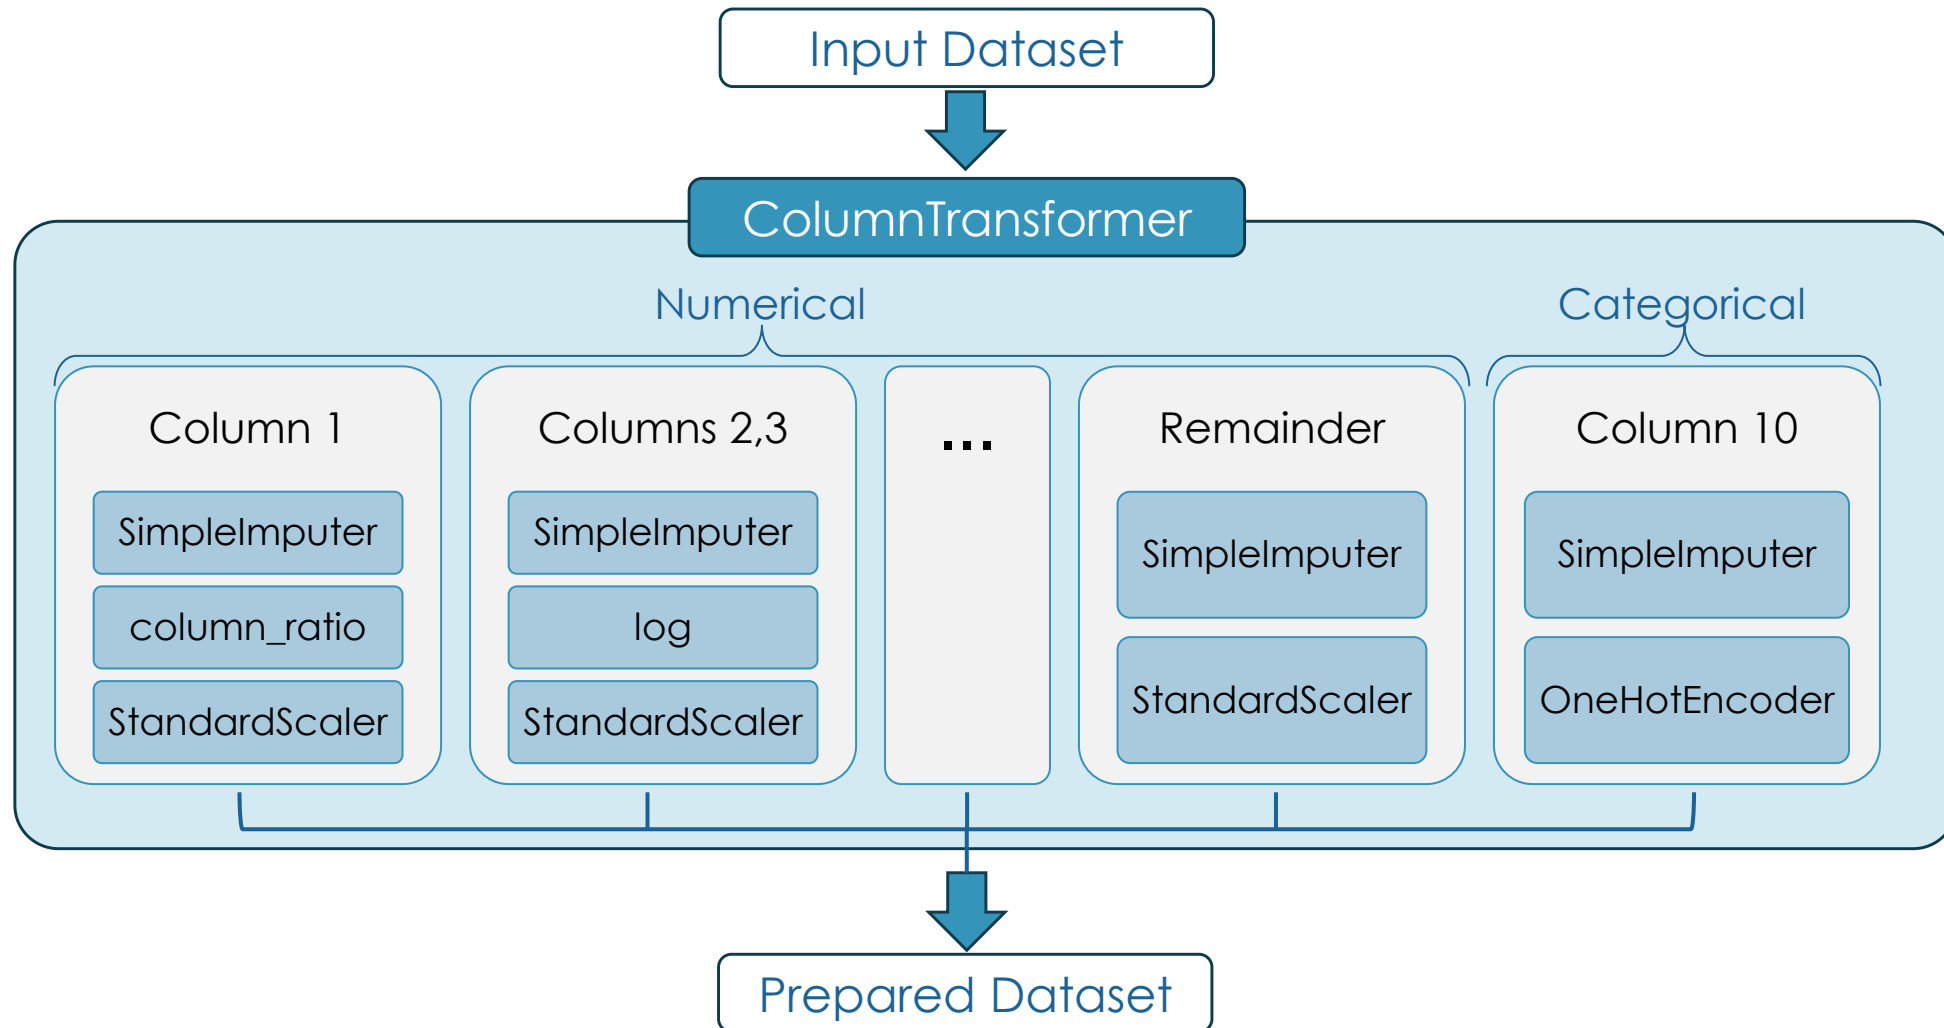 Input Dataset
ColumnTransformer
Numerical
Categorical
Column 1
SimpleImputer
column_ratio
StandardScaler
Columns 2,3
SimpleImputer
log
StandardScaler
...
Remainder
SimpleImputer
StandardScaler
Column 10
SimpleImputer
OneHotEncoder
Prepared Dataset